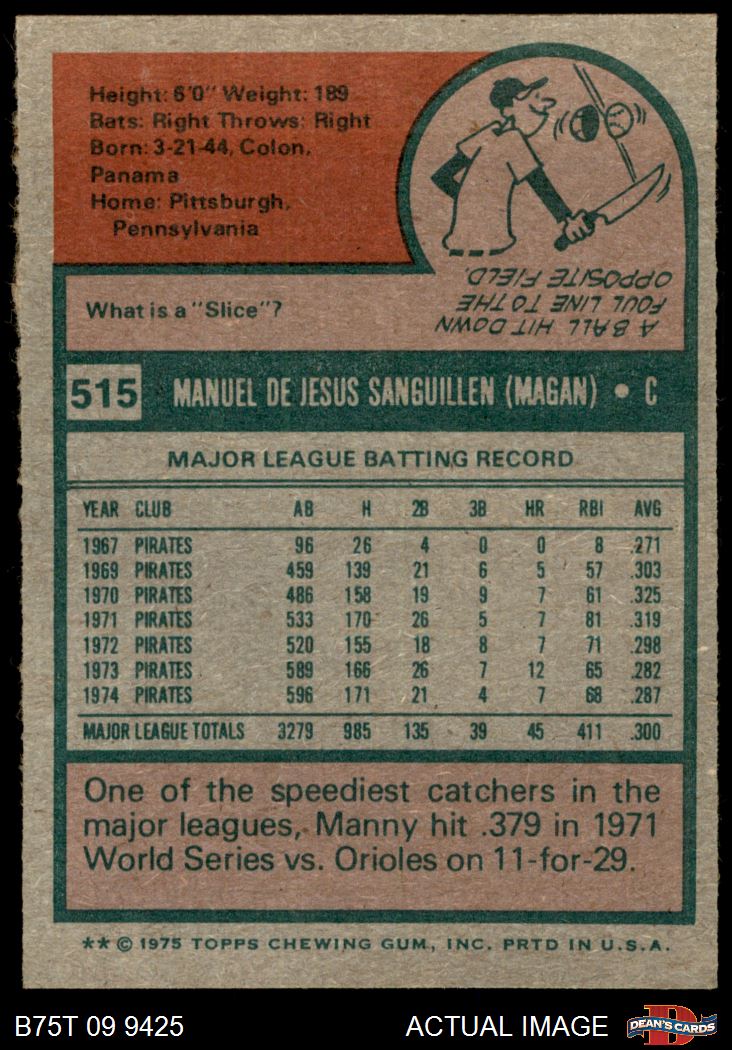 Height: 6'0" Weight: 189
Bats: Right Throws: Right
Born: 3-21-44, Colon,
Panama
Home: Pittsburgh,
Pennsylvania
What is a "Slice"?
A BALL HIT DOWN
FOUL LINE TO THE
OPPOSITE FIELD.
515 MANUEL DE JESUS SANGUILLEN (MAGAN) • C
MAJOR LEAGUE BATTING RECORD
YEAR CLUB AB H 2B 3B HR RBI AVG
1967 PIRATES 96 26 4 0 0 8 .271
1969 PIRATES 459 139 21 6 5 57 .303
1970 PIRATES 486 158 19 9 7 61 .325
1971 PIRATES 533 170 26 5 7 81 .319
1972 PIRATES 520 155 18 8 7 71 .298
1973 PIRATES 589 166 26 7 12 65 .282
1974 PIRATES 596 171 21 4 7 68 .287
MAJOR LEAGUE TOTALS 3279 985 135 39 45 411 .300
One of the speediest catchers in the
major leagues, Manny hit .379 in 1971
World Series vs. Orioles on 11-for-29.
** © 1975 TOPPS CHEWING GUM, INC. PRTD IN U.S.A.
B75T 09 9425 ACTUAL IMAGE DEAN'S CARDS